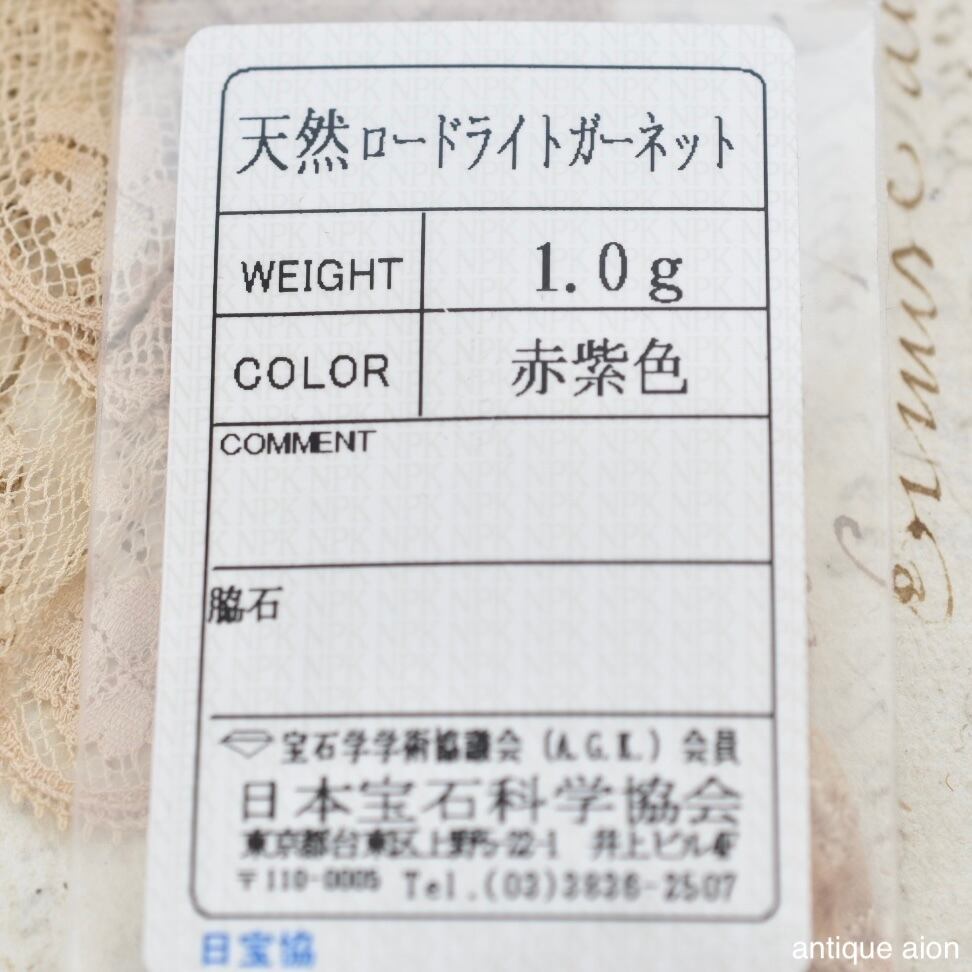 天然ロードライトガーネット
WEIGHT 1.0g
COLOR 赤紫色
COMMENT
脇石
宝石学学術協議会 (A.G.K.) 会員
日本宝石科学協会
東京都台東区上野5-22-1 井上ビル4F
〒110-0005 Tel.(03)3836-2507
日宝協
antique aion